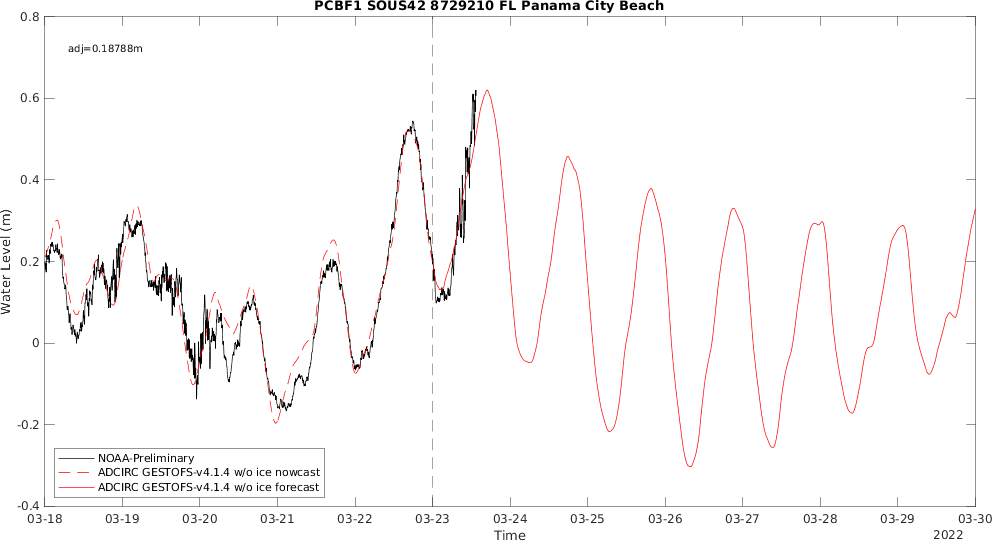 PCBF1 SOUS42 8729210 FL Panama City Beach
0.8
adj=0.18788m
0.6
0.4
0.2
0
-0.2
-0.4
Water Level (m)
NOAA-Preliminary
ADCIRC GESTOFS-v4.1.4 w/o ice nowcast
ADCIRC GESTOFS-v4.1.4 w/o ice forecast
03-18 03-19 03-20 03-21 03-22 03-23 03-24 03-25 03-26 03-27 03-28 03-29 03-30
Time
2022